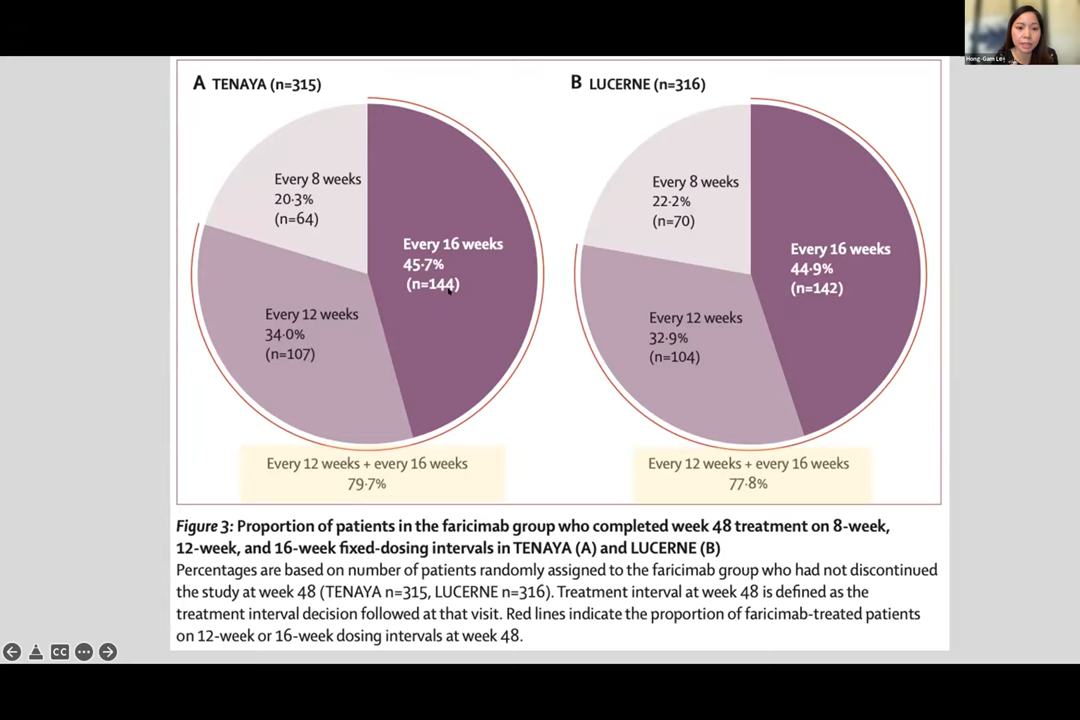 Hong-Gam Le
A TENAYA (n=315)
Every 8 weeks
20·3%
(n=64)
Every 16 weeks
45·7%
(n=144)
Every 12 weeks
34·0%
(n=107)
Every 12 weeks + every 16 weeks
79·7%
B LUCERNE (n=316)
Every 8 weeks
22·2%
(n=70)
Every 16 weeks
44·9%
(n=142)
Every 12 weeks
32·9%
(n=104)
Every 12 weeks + every 16 weeks
77·8%
Figure 3: Proportion of patients in the faricimab group who completed week 48 treatment on 8-week,
12-week, and 16-week fixed-dosing intervals in TENAYA (A) and LUCERNE (B)
Percentages are based on number of patients randomly assigned to the faricimab group who had not discontinued
the study at week 48 (TENAYA n=315, LUCERNE n=316). Treatment interval at week 48 is defined as the
treatment interval decision followed at that visit. Red lines indicate the proportion of faricimab-treated patients
on 12-week or 16-week dosing intervals at week 48.
CC